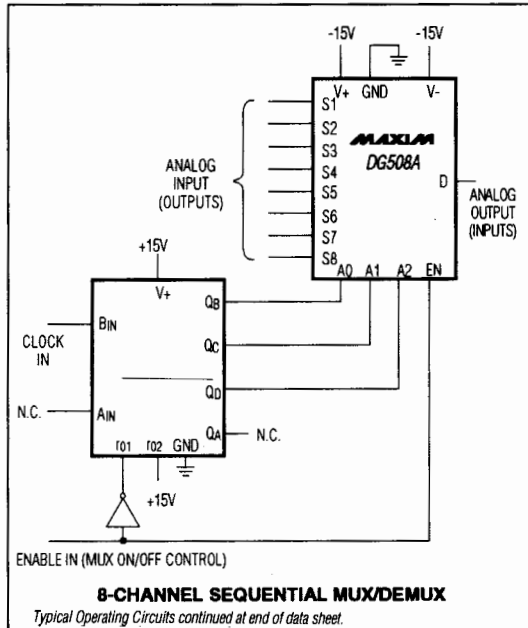 -15V
-15V
V+ GND V-
S1
S2
S3
S4
S5
S6
S7
S8
MAXIM
DG508A
D
ANALOG
INPUT
(OUTPUTS)
ANALOG
OUTPUT
(INPUTS)
A0 A1 A2 EN
+15V
V+
BIN
CLOCK
IN
N.C.
AIN
QB
QC
QD
QA
N.C.
r01 r02 GND
+15V
ENABLE IN (MUX ON/OFF CONTROL)
8-CHANNEL SEQUENTIAL MUX/DEMUX
Typical Operating Circuits continued at end of data sheet.